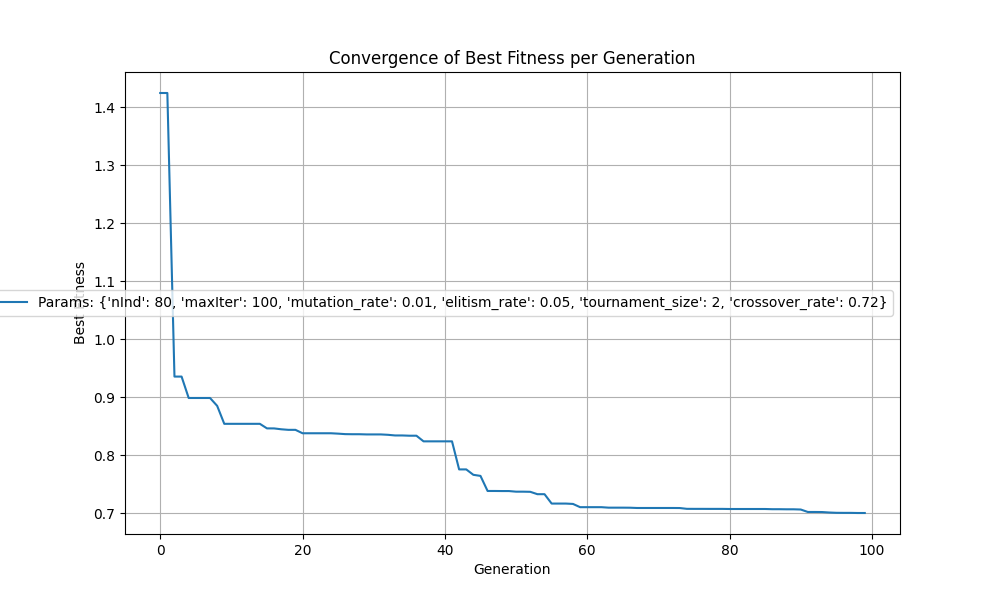 Convergence of Best Fitness per Generation
1.4
1.3
1.2
1.1
1.0
0.9
0.8
0.7
Best
Params: {'nInd': 80, 'maxIter': 100, 'mutation_rate': 0.01, 'elitism_rate': 0.05, 'tournament_size': 2, 'crossover_rate': 0.72}
0 20 40 60 80 100
Generation